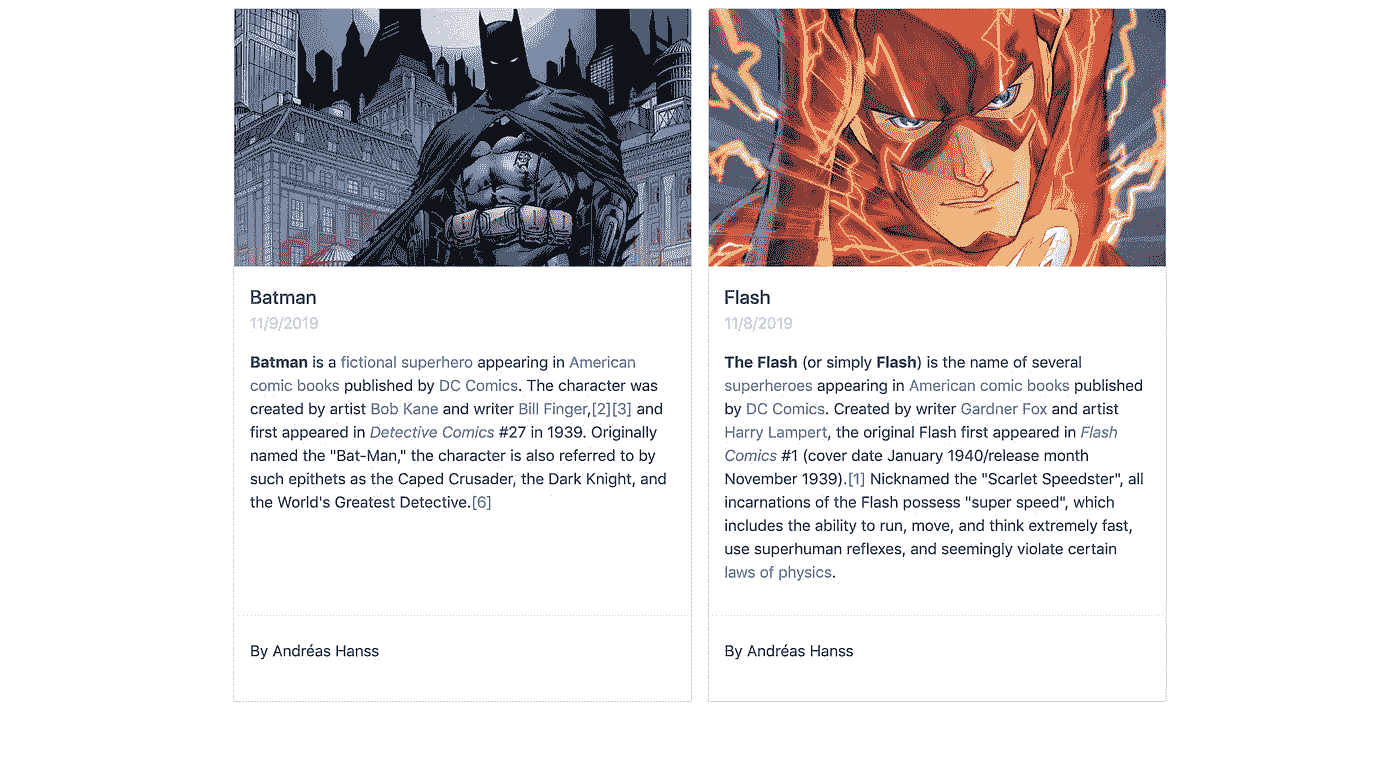 Batman
11/9/2019
Batman is a fictional superhero appearing in American
comic books published by DC Comics. The character was
created by artist Bob Kane and writer Bill Finger,[2][3] and
first appeared in Detective Comics #27 in 1939. Originally
named the "Bat-Man," the character is also referred to by
such epithets as the Caped Crusader, the Dark Knight, and
the World's Greatest Detective.[6]
By Andréas Hanss
Flash
11/8/2019
The Flash (or simply Flash) is the name of several
superheroes appearing in American comic books published
by DC Comics. Created by writer Gardner Fox and artist
Harry Lampert, the original Flash first appeared in Flash
Comics #1 (cover date January 1940/release month
November 1939).[1] Nicknamed the "Scarlet Speedster", all
incarnations of the Flash possess "super speed", which
includes the ability to run, move, and think extremely fast,
use superhuman reflexes, and seemingly violate certain
laws of physics.
By Andréas Hanss